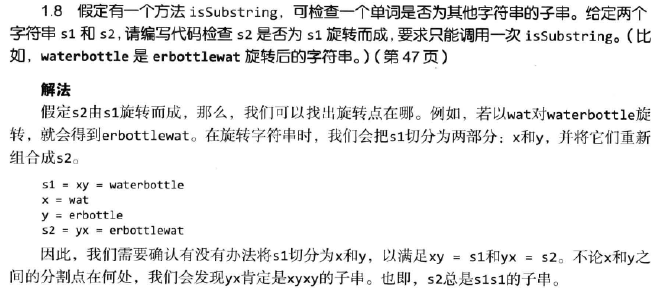 1.8 假定有一个方法 isSubstring，可检查一个单词是否为其他字符串的子串。给定两个
字符串 s1 和 s2，请编写代码检查 s2 是否为 s1 旋转而成，要求只能调用一次 isSubstring。（比
如，waterbottle 是 erbottlewat 旋转后的字符串。）（第 47 页）
解法
假定s2由s1旋转而成，那么，我们可以找出旋转点在哪。例如，若以wat对waterbottle旋
转，就会得到erbottlewat。在旋转字符串时，我们会把s1切分为两部分：x和y，并将它们重新
组合成s2。
s1 = xy = waterbottle
x = wat
y = erbottle
s2 = yx = erbottlewat
因此，我们需要确认有没有办法将s1切分为x和y，以满足xy = s1和yx = s2。不论x和y之
间的分割点在何处，我们会发现yx肯定是xyxy的子串。也即，s2总是s1s1的子串。